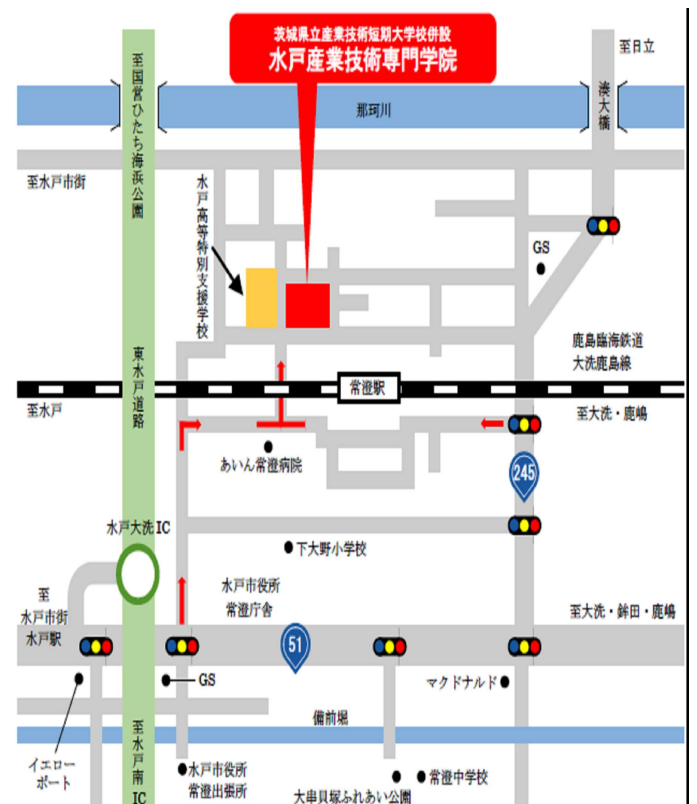 茨城県立産業技術短期大学校併設
水戸産業技術専門学院
至国営ひたち海浜公園
至日立
湊大橋
那珂川
至水戸市街
水戸高等特別支援学校
GS
鹿島臨海鉄道
大洗鹿島線
東水戸道路
常澄駅
至水戸
至大洗・鹿嶋
あいん常澄病院
245
水戸大洗IC
下大野小学校
至
水戸市街
水戸駅
水戸市役所
常澄庁舎
至大洗・鉾田・鹿嶋
51
GS
マクドナルド
備前堀
イエロー
ポート
至水戸南IC
水戸市役所
常澄出張所
常澄中学校
大串貝塚ふれあい公園